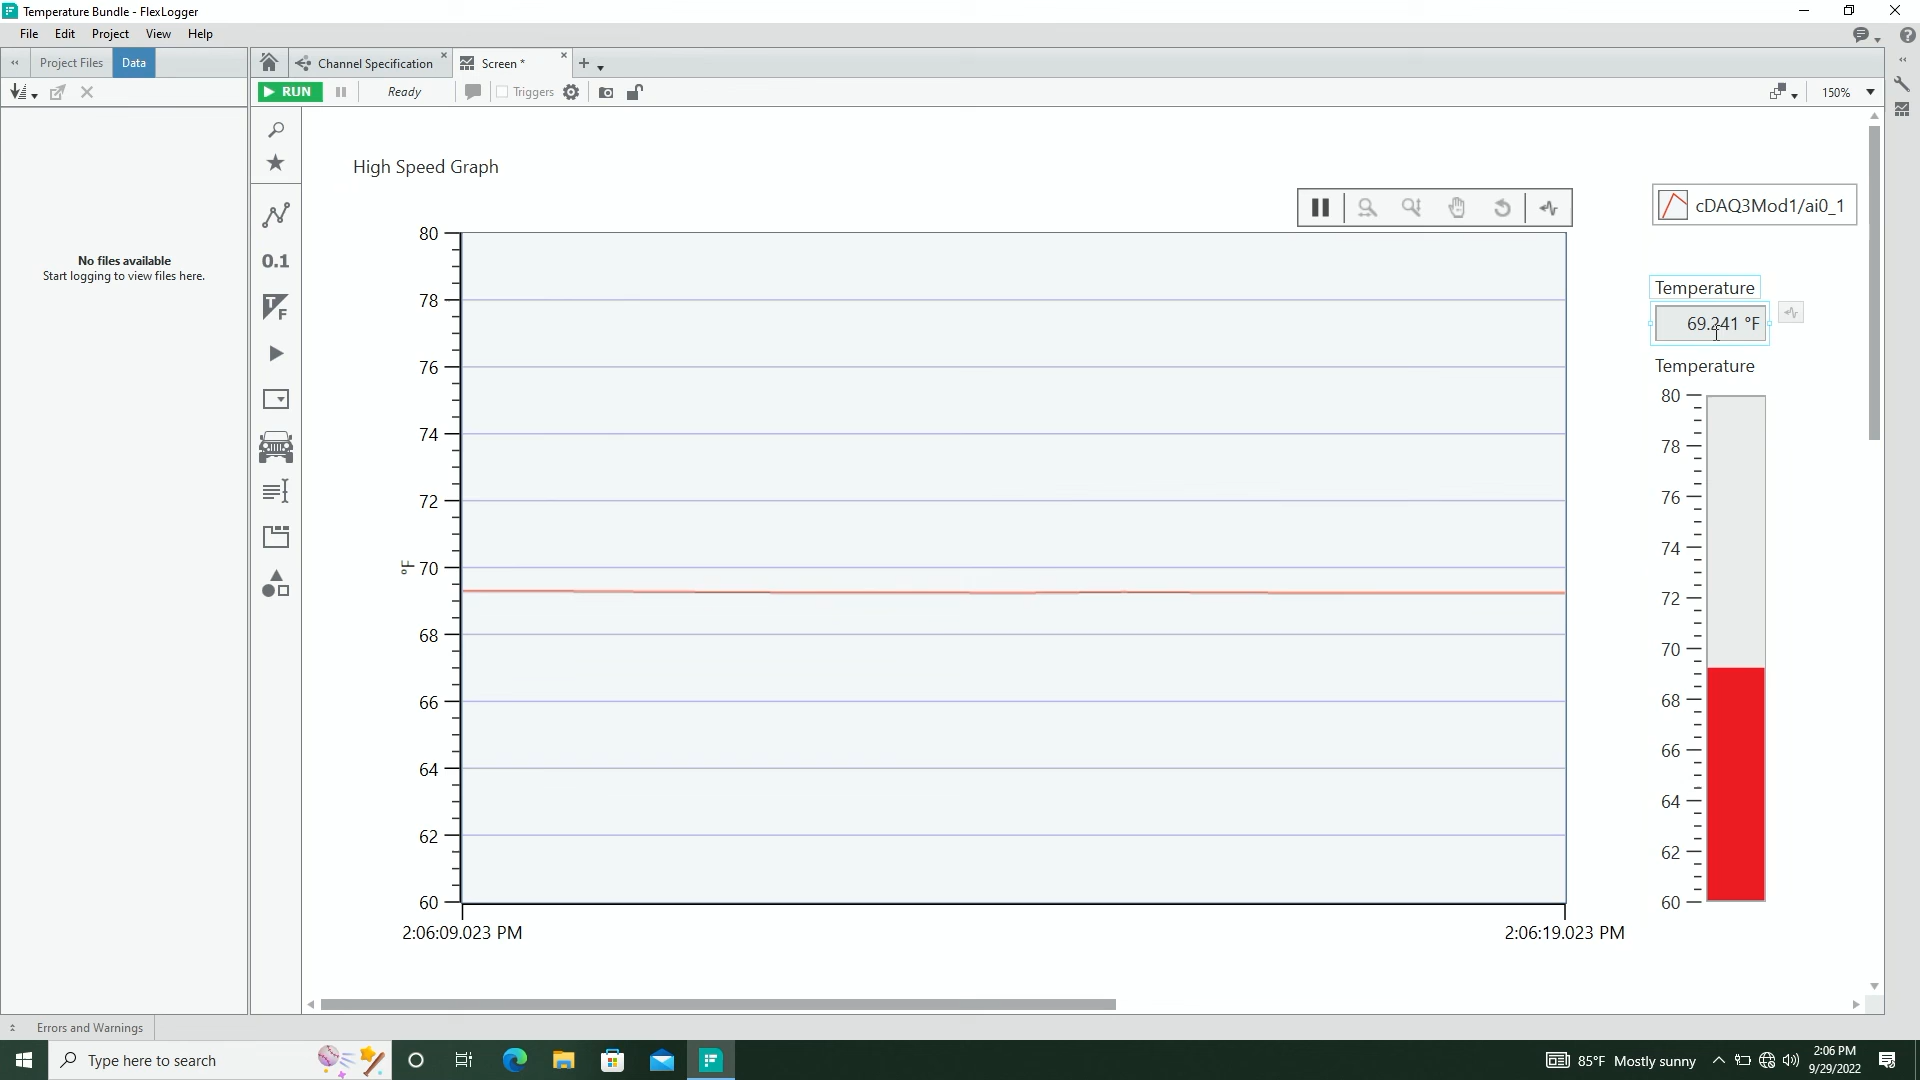 Temperature Bundle - FlexLogger
File Edit Project View Help
Project Files Data
Channel Specification Screen *
RUN Ready Triggers 150%
No files available
Start logging to view files here.
0.1
T F
High Speed Graph
cDAQ3Mod1/ai0_1
80
78
76
74
72
70
68
66
64
62
60
°F
2:06:09.023 PM 2:06:19.023 PM
Temperature
69.241 °F
Temperature
80
78
76
74
72
70
68
66
64
62
60
Errors and Warnings
Type here to search
85°F Mostly sunny
2:06 PM
9/29/2022